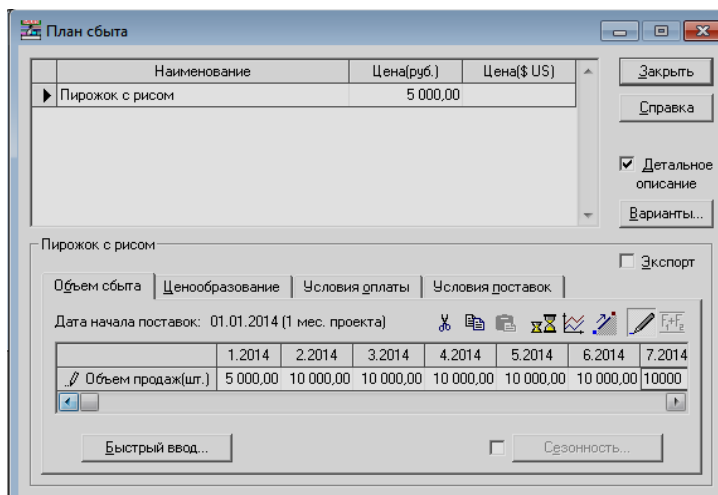 План сбыта
Наименование Цена(руб.) Цена($ US)
Пирожок с рисом 5 000,00
Закрыть
Справка
Детальное
описание
Варианты...
Пирожок с рисом
Экспорт
Объем сбыта Ценообразование Условия оплаты Условия поставок
Дата начала поставок: 01.01.2014 (1 мес. проекта)
1.2014 2.2014 3.2014 4.2014 5.2014 6.2014 7.2014
Объем продаж(шт.) 5 000,00 10 000,00 10 000,00 10 000,00 10 000,00 10 000,00 10000
Быстрый ввод... Сезонность...